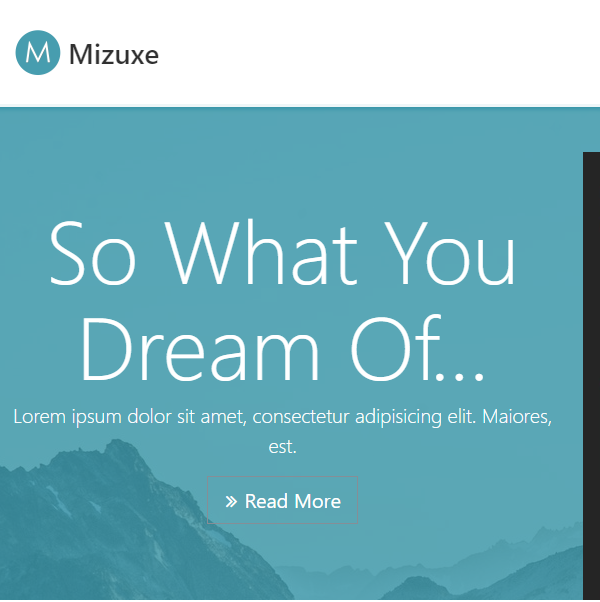 M Mizuxe
So What You
Dream Of...
Lorem ipsum dolor sit amet, consectetur adipisicing elit. Maiores,
est.
» Read More